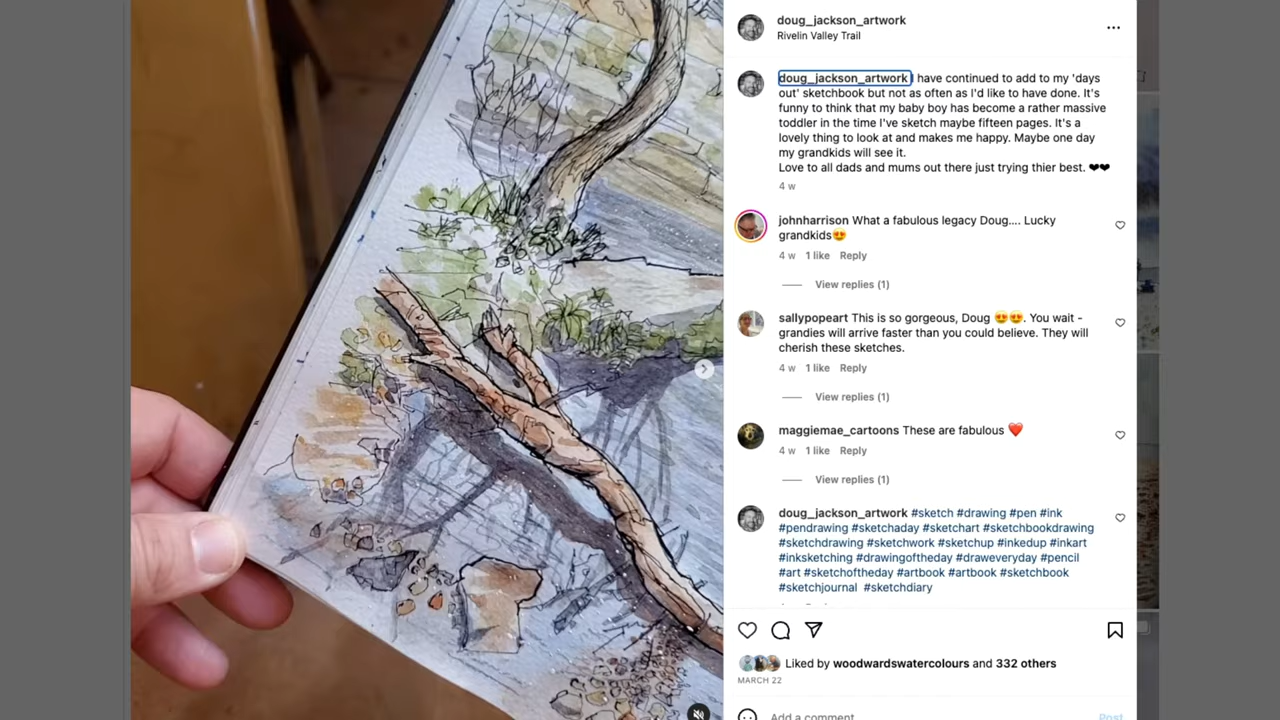 doug_jackson_artwork
Rivelin Valley Trail
doug_jackson_artwork I have continued to add to my 'days
out' sketchbook but not as often as I'd like to have done. It's
funny to think that my baby boy has become a rather massive
toddler in the time I've sketch maybe fifteen pages. It's a
lovely thing to look at and makes me happy. Maybe one day
my grandkids will see it.
Love to all dads and mums out there just trying thier best. ❤❤
4 w
johnharrison What a fabulous legacy Doug.... Lucky
grandkids😍
4 w 1 like Reply
View replies (1)
sallypopeart This is so gorgeous, Doug 😍😍. You wait -
grandies will arrive faster than you could believe. They will
cherish these sketches.
4 w 1 like Reply
View replies (1)
maggiemae_cartoons These are fabulous ❤️
4 w 1 like Reply
View replies (1)
doug_jackson_artwork #sketch #drawing #pen #ink
#pendrawing #sketchaday #sketchart #sketchbookdrawing
#sketchdrawing #sketchwork #sketchup #inkedup #inkart
#inksketching #drawingoftheday #draweveryday #pencil
#art #sketchoftheday #artbook #artbook #sketchbook
#sketchjournal #sketchdiary
Liked by woodwardswatercolours and 332 others
MARCH 22
Add a comment
Post